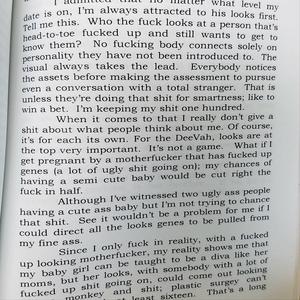 I admitted that no matter what level my
date is on, I'm always attracted to his looks first.
Tell me this. Who the fuck looks at a person that's
head-to-toe fucked up and still wants to get to
know them? No fucking body connects solely on
personality they have not been introduced to. The
visual always takes the lead. Everybody notices
the assets before making the assessment to pursue
even a conversation with a total stranger. That is
unless they're doing that shit for smartness; like to
win a bet. I'm keeping my shit one hundred.
When it comes to that I really don't give a
shit about what people think about me. Of course,
it's for each its own. For the DeeVah, looks are at
the top very important. It's not a game. What if I
get pregnant by a motherfucker that has fucked up
genes (a lot of ugly shit going on); my chances of
having a semi cute baby would be cut right the
fuck in half.
Although I've witnessed two ugly ass people
having a cute ass baby but I'm not trying to chance
that shit. See it wouldn't be a problem for me if I
could direct all the looks genes to be pulled from
my fine ass.
Since I only fuck in reality, with a fucked
up looking motherfucker, my reality shows me that
my baby girl can be taught to be a diva like her
moms, but her looks, with somebody with a lot of
fucked up shit going on, could come out looking
monkey and shit; plastic surgery can't
least sixteen. That's a long